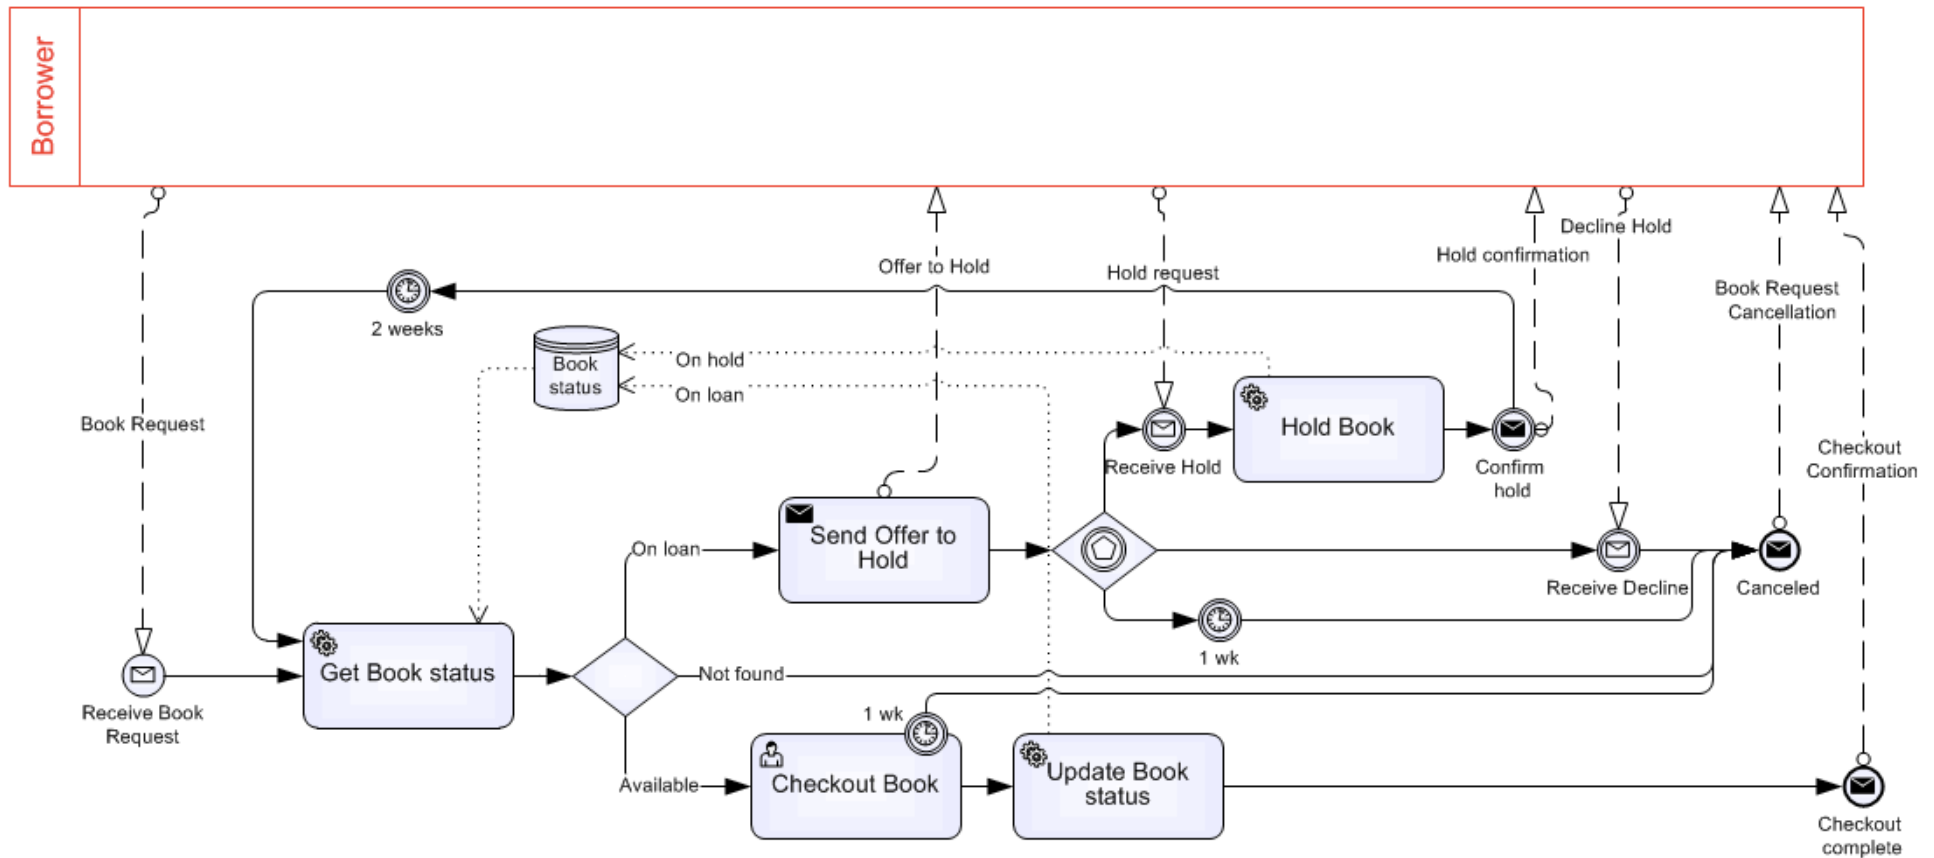 Borrower
Decline Hold
Hold confirmation
Offer to Hold
Hold request
Book Request
Cancellation
2 weeks
On hold
Book
status
On loan
Book Request
Hold Book
Checkout
Confirmation
Receive Hold
Confirm
hold
Send Offer to
Hold
On loan
Receive Decline
Canceled
1 wk
Get Book status
Not found
Receive Book
Request
1 wk
Available
Checkout Book
Update Book
status
Checkout
complete